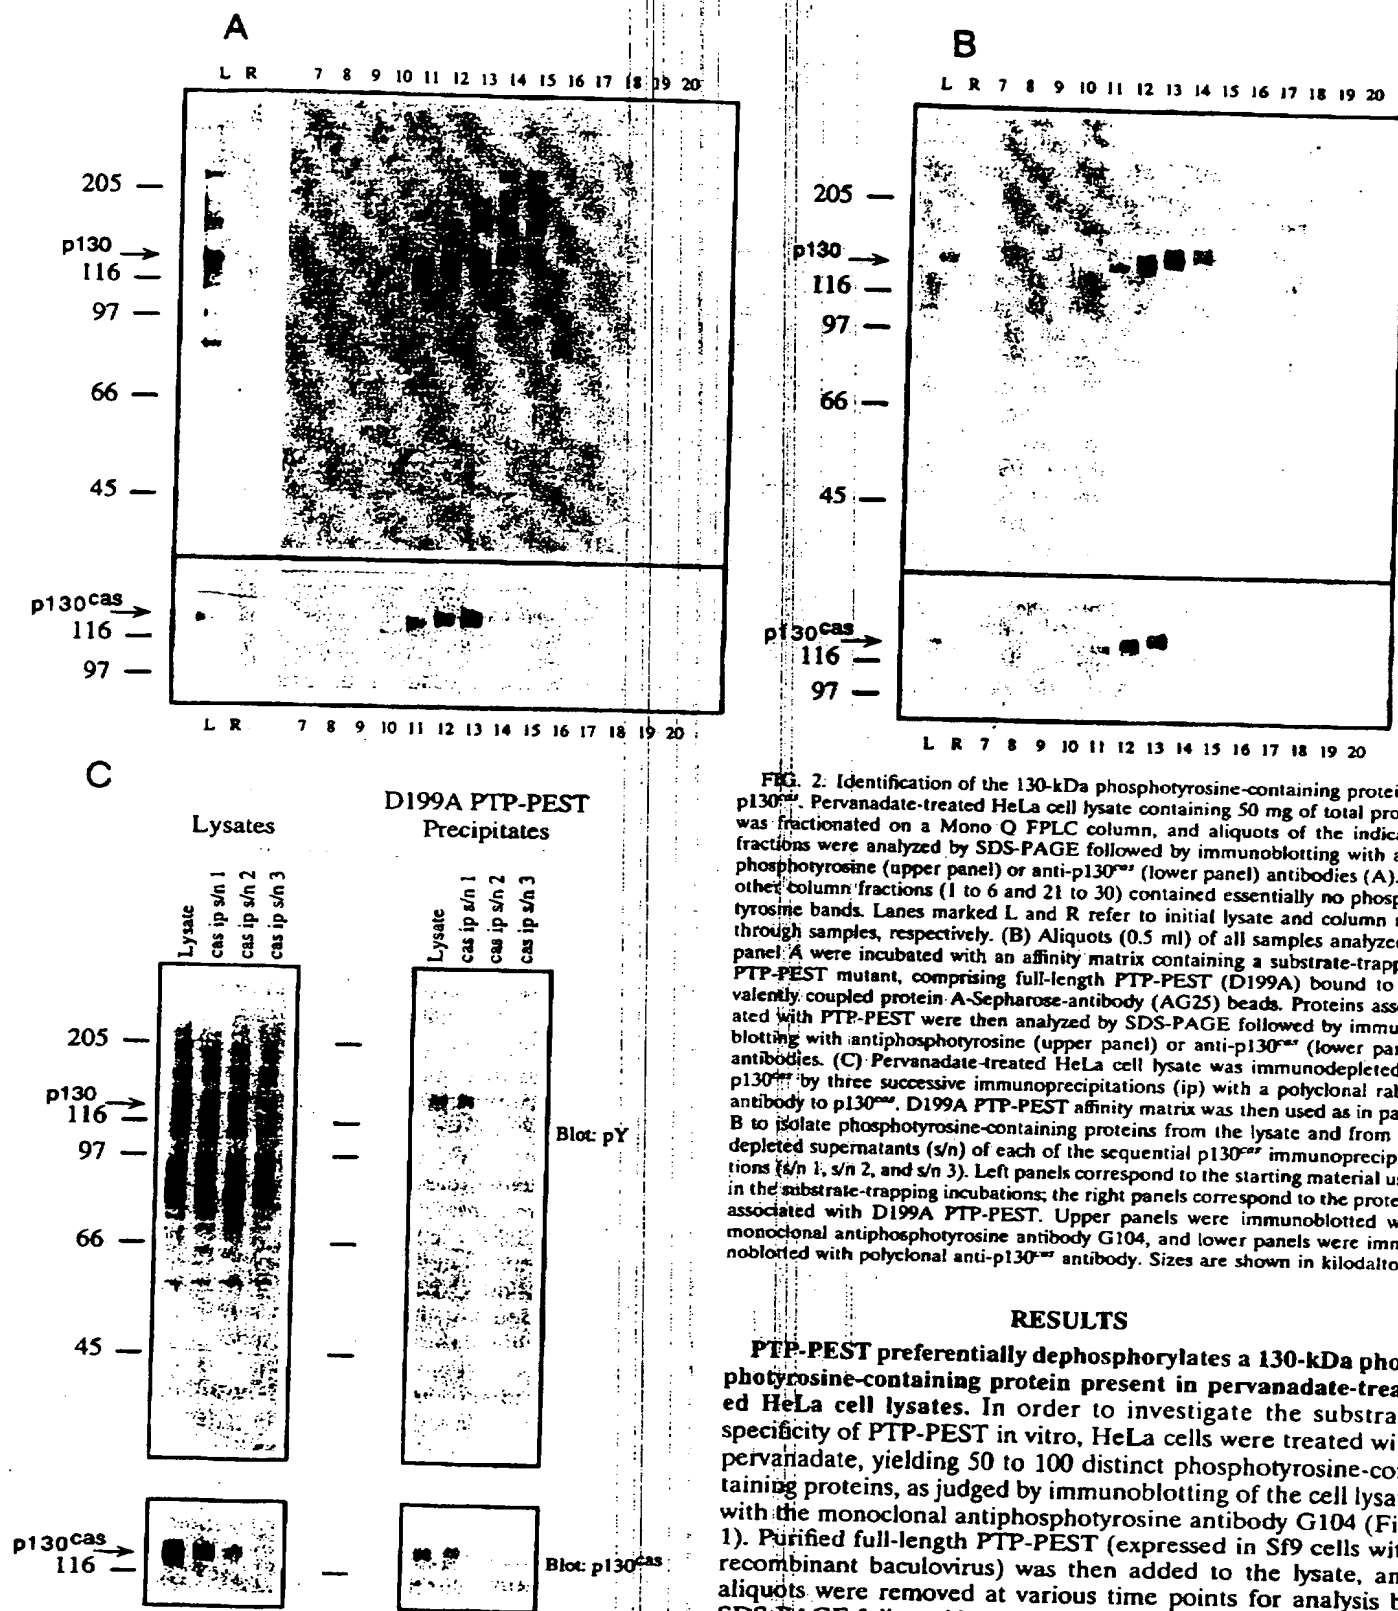 A
L R 7 8 9 10 11 12 13 14 15 16 17 18 19 20
205
p130
116
97
66
45
p130cas
116
97
L R 7 8 9 10 11 12 13 14 15 16 17 18 19 20
B
L R 7 8 9 10 11 12 13 14 15 16 17 18 19 20
205
p130
116
97
66
45
p130cas
116
97
L R 7 8 9 10 11 12 13 14 15 16 17 18 19 20
C
Lysates
D199A PTP-PEST
Precipitates
Lysate
cas ip s/n 1
cas ip s/n 2
cas ip s/n 3
Lysate
cas ip s/n 1
cas ip s/n 2
cas ip s/n 3
205
p130
116
97
66
45
Blot: pY
p130cas
116
Blot: p130cas
FIG. 2. Identification of the 130-kDa phosphotyrosine-containing protei
p130cas. Pervanadate-treated HeLa cell lysate containing 50 mg of total pro
was fractionated on a Mono Q FPLC column, and aliquots of the indica
fractions were analyzed by SDS-PAGE followed by immunoblotting with a
phosphotyrosine (upper panel) or anti-p130cas (lower panel) antibodies (A).
other column fractions (1 to 6 and 21 to 30) contained essentially no phosp
tyrosine bands. Lanes marked L and R refer to initial lysate and column
through samples, respectively. (B) Aliquots (0.5 ml) of all samples analyzed
panel A were incubated with an affinity matrix containing a substrate-trapp
PTP-PEST mutant, comprising full-length PTP-PEST (D199A) bound to
valently coupled protein A-Sepharose-antibody (AG25) beads. Proteins asso
ated with PTP-PEST were then analyzed by SDS-PAGE followed by immu
blotting with antiphosphotyrosine (upper panel) or anti-p130cas (lower pan
antibodies. (C) Pervanadate-treated HeLa cell lysate was immunodepleted
p130cas by three successive immunoprecipitations (ip) with a polyclonal rab
antibody to p130cas. D199A PTP-PEST affinity matrix was then used as in pa
B to isolate phosphotyrosine-containing proteins from the lysate and from
depleted supernatants (s/n) of each of the sequential p130cas immunoprecip
tions (s/n 1, s/n 2, and s/n 3). Left panels correspond to the starting material us
in the substrate-trapping incubations; the right panels correspond to the prote
associated with D199A PTP-PEST. Upper panels were immunoblotted w
monoclonal antiphosphotyrosine antibody G104, and lower panels were imm
noblotted with polyclonal anti-p130cas antibody. Sizes are shown in kilodalto
RESULTS
PTP-PEST preferentially dephosphorylates a 130-kDa pho
photyrosine-containing protein present in pervanadate-trea
ed HeLa cell lysates. In order to investigate the substra
specificity of PTP-PEST in vitro, HeLa cells were treated wi
pervanadate, yielding 50 to 100 distinct phosphotyrosine-co
taining proteins, as judged by immunoblotting of the cell lysa
with the monoclonal antiphosphotyrosine antibody G104 (Fi
1). Purified full-length PTP-PEST (expressed in Sf9 cells wit
recombinant baculovirus) was then added to the lysate, an
aliquots were removed at various time points for analysis b